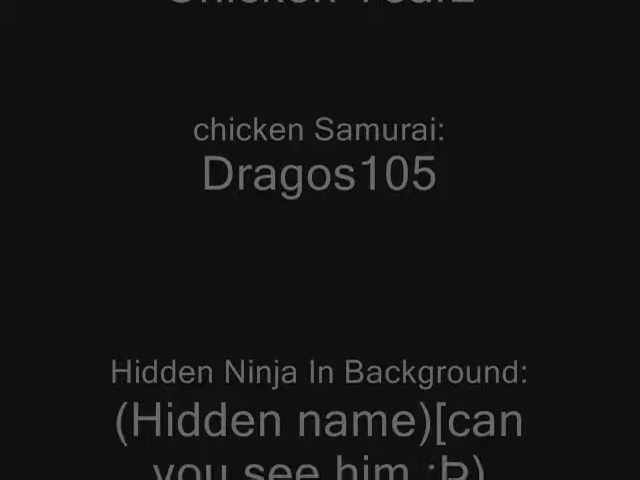 chicken Samurai:
Dragos105
Hidden Ninja In Background:
(Hidden name)[can
you see him :Þ)